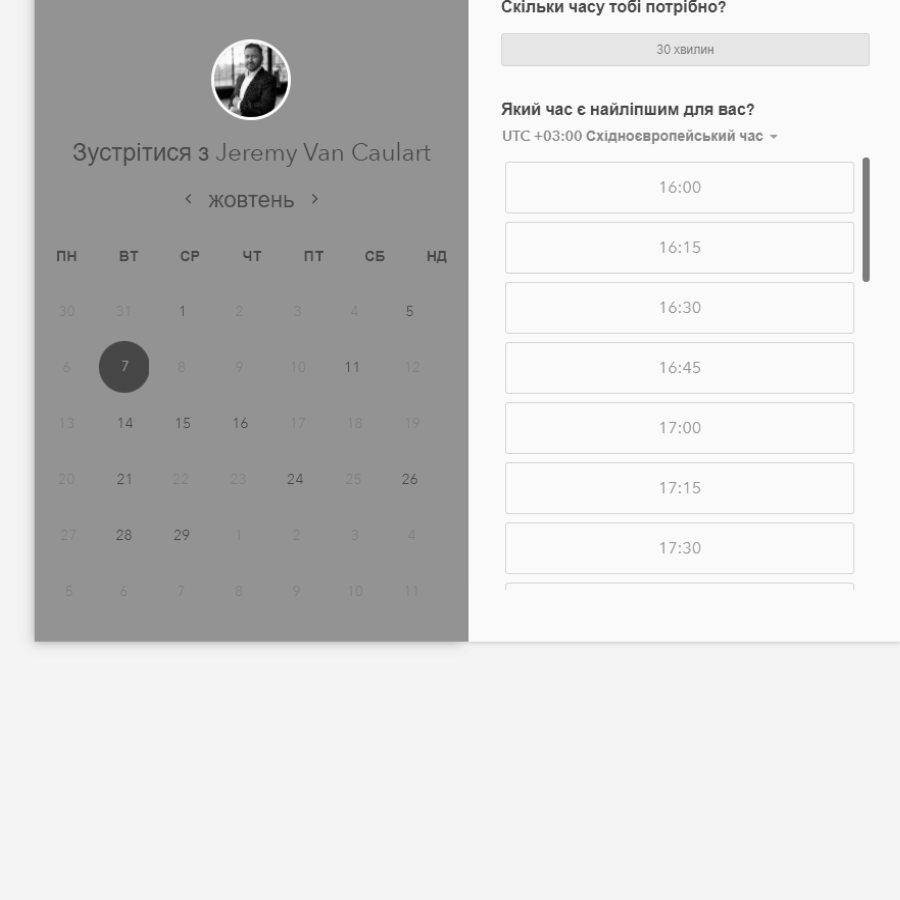 Зустрітися з Jeremy Van Caulart
жовтень
ПН ВТ СР ЧТ ПТ СБ НД
30 31 1 2 3 4 5
6 7 8 9 10 11 12
13 14 15 16 17 18 19
20 21 22 23 24 25 26
27 28 29 1 2 3 4
5 6 7 8 9 10 11
Скільки часу тобі потрібно?
30 хвилин
Який час є найліпшим для вас?
UTC +03:00 Східноєвропейський час
16:00
16:15
16:30
16:45
17:00
17:15
17:30